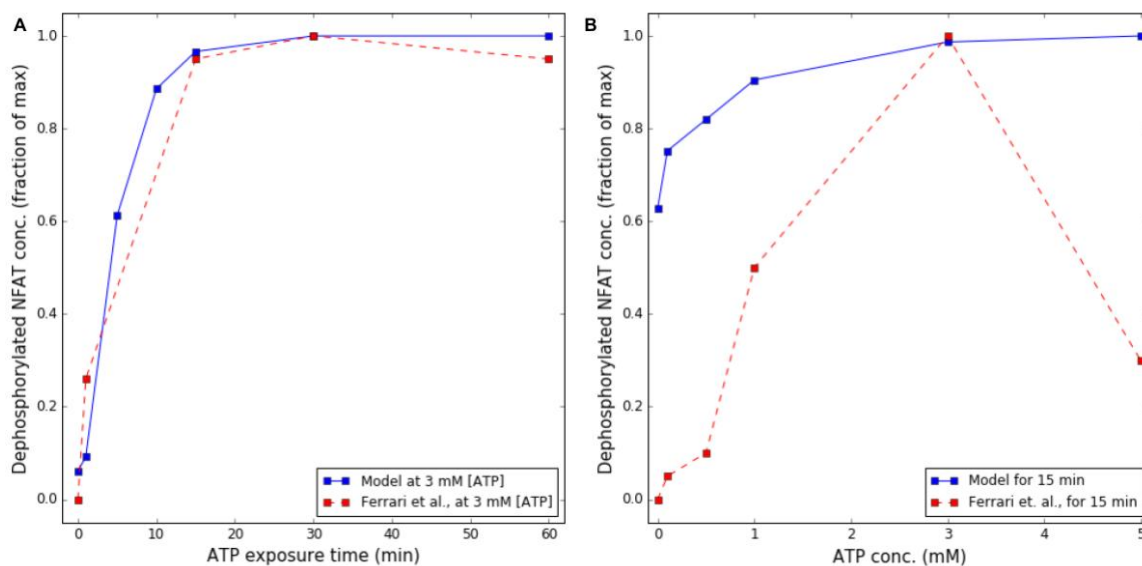 A
Dephosphorylated NFAT conc. (fraction of max)
1.0
0.8
0.6
0.4
0.2
0.0
Model at 3 mM [ATP]
Ferrari et al., at 3 mM [ATP]
0 10 20 30 40 50 60
ATP exposure time (min)
B
Dephosphorylated NFAT conc. (fraction of max)
1.0
0.8
0.6
0.4
0.2
0.0
Model for 15 min
Ferrari et. al., for 15 min
0 1 2 3 4 5
ATP conc. (mM)